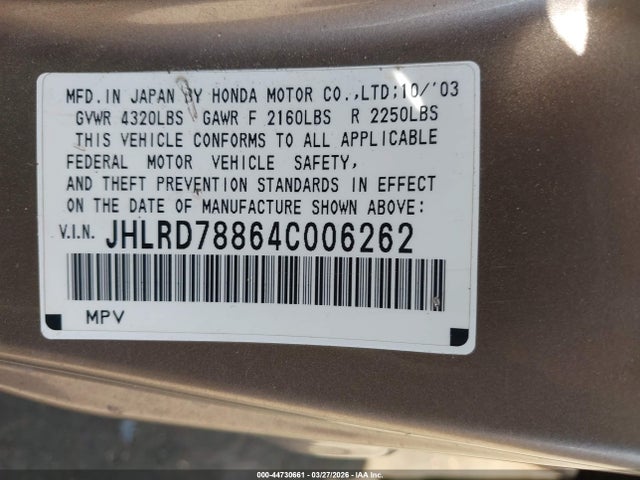 MFD. IN JAPAN BY HONDA MOTOR CO.,LTD:10/'03
GVWR 4320LBS GAWR F 2160LBS R 2250LBS
THIS VEHICLE CONFORMS TO ALL APPLICABLE
FEDERAL MOTOR VEHICLE SAFETY,
AND THEFT PREVENTION STANDARDS IN EFFECT
ON THE DATE OF MANUFACTURE SHOWN ABOVE:
V.I.N. JHLRD78864C006262
MPV
000-44730661 | 03/27/2026 - COPYRIGHT IAA